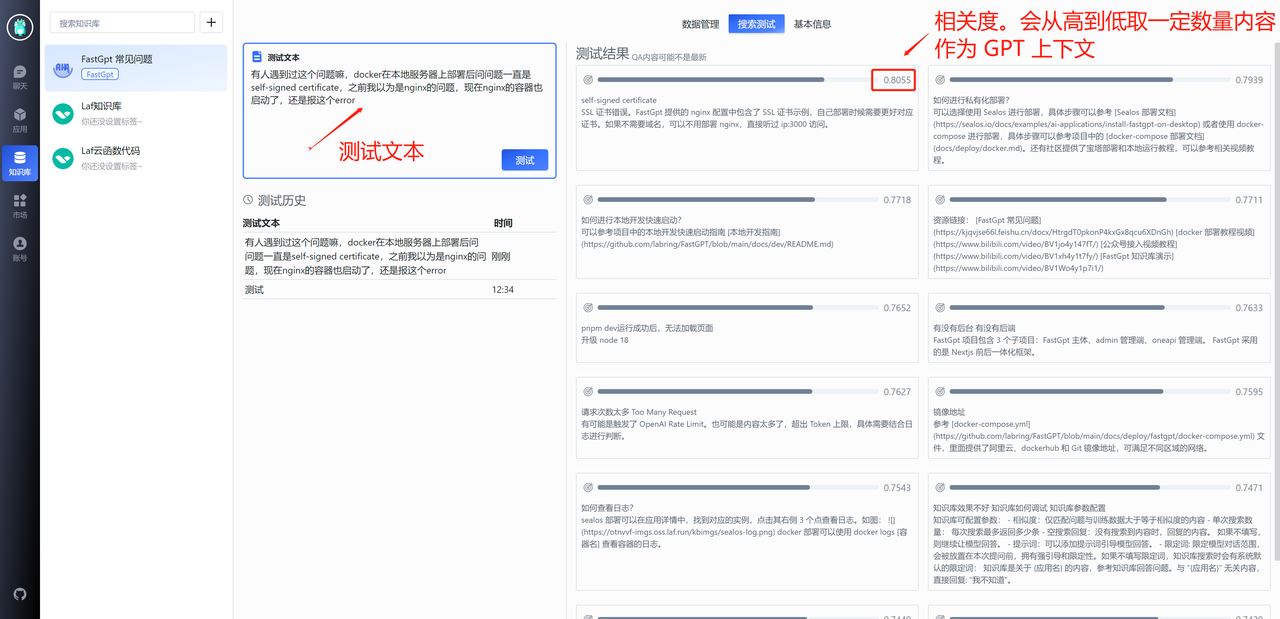 搜索知识库
+
FastGpt 常见问题
FastGpt
Laf知识库
你还没设置标签~
Laf云函数代码
你还没设置标签~
聊天
应用
知识库
市场
账号
数据管理
搜索测试
基本信息
测试文本
有人遇到过这个问题嘛，docker在本地服务器上部署后问问题一直是
self-signed certificate，之前我以为是nginx的问题，现在nginx的容器也
启动了，还是报这个error
测试文本
测试
测试历史
测试文本 时间
有人遇到过这个问题嘛，docker在本地服务器上部署后问
问题一直是self-signed certificate，之前我以为是nginx的问 刚刚
题，现在nginx的容器也启动了，还是报这个error
测试 12:34
相关度。会从高到低取一定数量内容
作为 GPT 上下文
测试结果 QA内容可能不是最新
0.8055
self-signed certificate
SSL 证书错误。FastGpt 提供的 nginx 配置中包含了 SSL 证书示例，自己部署时候需要更好对应
证书。如果不需要域名，可以不用部署 nginx，直接听过 ip:3000 访问。
0.7939
如何进行私有化部署？
可以选择使用 Sealos 进行部署，具体步骤可以参考 [Sealos 部署文档]
(https://sealos.io/docs/examples/ai-applications/install-fastgpt-on-desktop) 或者使用 docker-
compose 进行部署，具体步骤可以参考项目中的 [docker-compose 部署文档]
(docs/deploy/docker.md)。还有社区提供了宝塔部署和本地运行教程，可以参考相关视频教
程。
0.7718
如何进行本地开发快速启动？
可以参考项目中的本地开发快速启动指南 [本地开发指南]
(https://github.com/labring/FastGPT/blob/main/docs/dev/README.md)
0.7711
资源链接： [FastGpt 常见问题]
(https://kjqvjse66l.feishu.cn/docx/HtrgdT0pkonP4kxGx8qcu6XDnGh) [docker 部署教程视频]
(https://www.bilibili.com/video/BV1jo4y147fT/) [公众号接入视频教程]
(https://www.bilibili.com/video/BV1xh4y1t7fy/) [FastGpt 知识库演示]
(https://www.bilibili.com/video/BV1Wo4y1p7i1/)
0.7652
pnpm dev运行成功后，无法加载页面
升级 node 18
0.7633
有没有后台 有没有后端
FastGpt 项目包含 3 个子项目：FastGpt 主体、admin 管理端、oneapi 管理端。 FastGpt 采用
的是 Nextjs 前后一体化框架。
0.7627
请求次数太多 Too Many Request
有可能是触发了 OpenAI Rate Limit。也可能是内容太多了，超出 Token 上限，具体需要结合日
志进行判断。
0.7595
镜像地址
参考 [docker-compose.yml]
(https://github.com/labring/FastGPT/blob/main/docs/deploy/fastgpt/docker-compose.yml) 文
件，里面提供了阿里云、dockerhub 和 Git 镜像地址，可满足不同区域的网络。
0.7543
如何查看日志？
sealos 部署可以在应用详情中，找到对应的实例，点击其右侧 3 个点查看日志。如图： ![]
(https://otnvvf-imgs.oss.laf.run/kbimgs/sealos-log.png) docker 部署可以使用 docker logs [容
器名] 查看容器的日志。
0.7471
知识库效果不好 知识库如何调试 知识库参数配置
知识库可配置参数： - 相似度：仅匹配问题与训练数据大于等于相似度的内容 - 单次搜索数
量： 每次搜索最多返回多少条 - 空搜索回复：没有搜索到内容时，回复的内容。 如果不填写，
则继续让模型回答。 - 提示词：可以添加提示词引导模型回答。 - 限定词: 限定模型对话范围，
会被放置在本次提问前，拥有强引导和限定性。如果不填写限定词，知识库搜索时会有系统默
认的限定词： 知识库是关于 {应用名} 的内容，参考知识库回答问题。与 "{应用名}" 无关内容，
直接回复: "我不知道"。